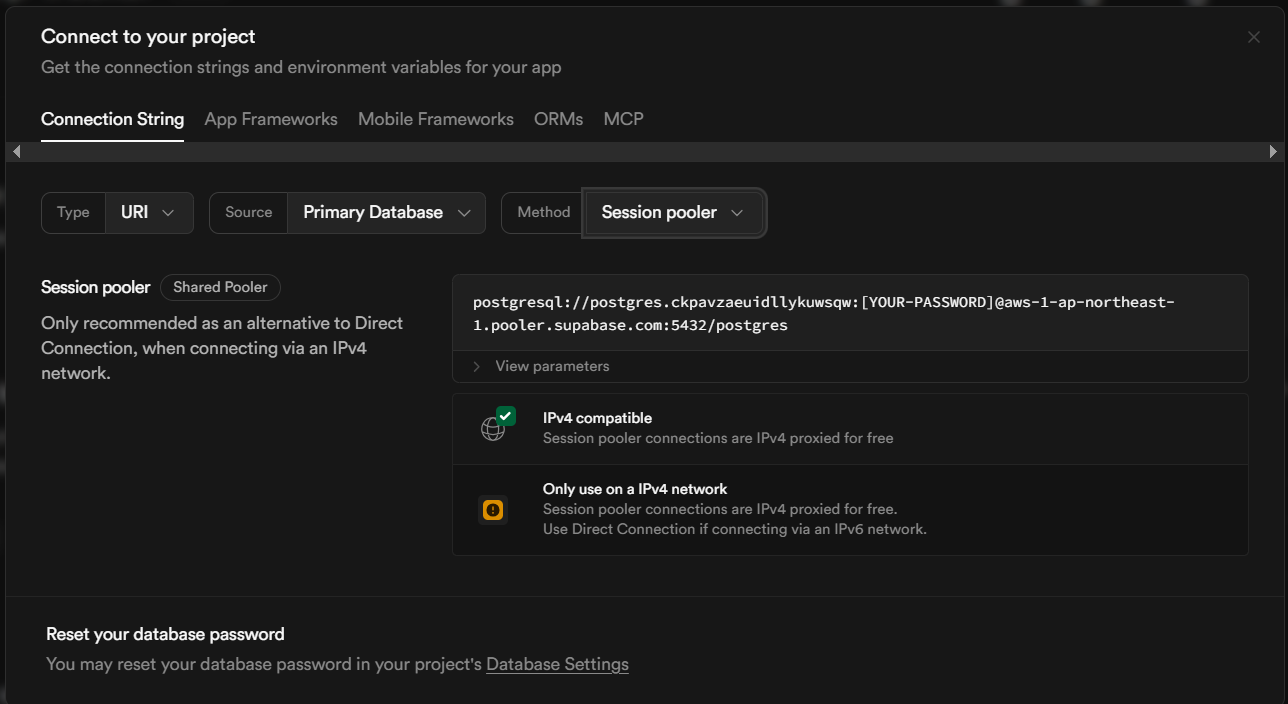 Connect to your project
Get the connection strings and environment variables for your app
Connection String App Frameworks Mobile Frameworks ORMs MCP
Type URI Source Primary Database Method Session pooler
Session pooler Shared Pooler
Only recommended as an alternative to Direct
Connection, when connecting via an IPv4
network.
postgresql://postgres.ckpavzaeuidllykuwsqw:[YOUR-PASSWORD]@aws-1-ap-northeast-
1.pooler.supabase.com:5432/postgres
View parameters
IPv4 compatible
Session pooler connections are IPv4 proxied for free
Only use on a IPv4 network
Session pooler connections are IPv4 proxied for free.
Use Direct Connection if connecting via an IPv6 network.
Reset your database password
You may reset your database password in your project's Database Settings